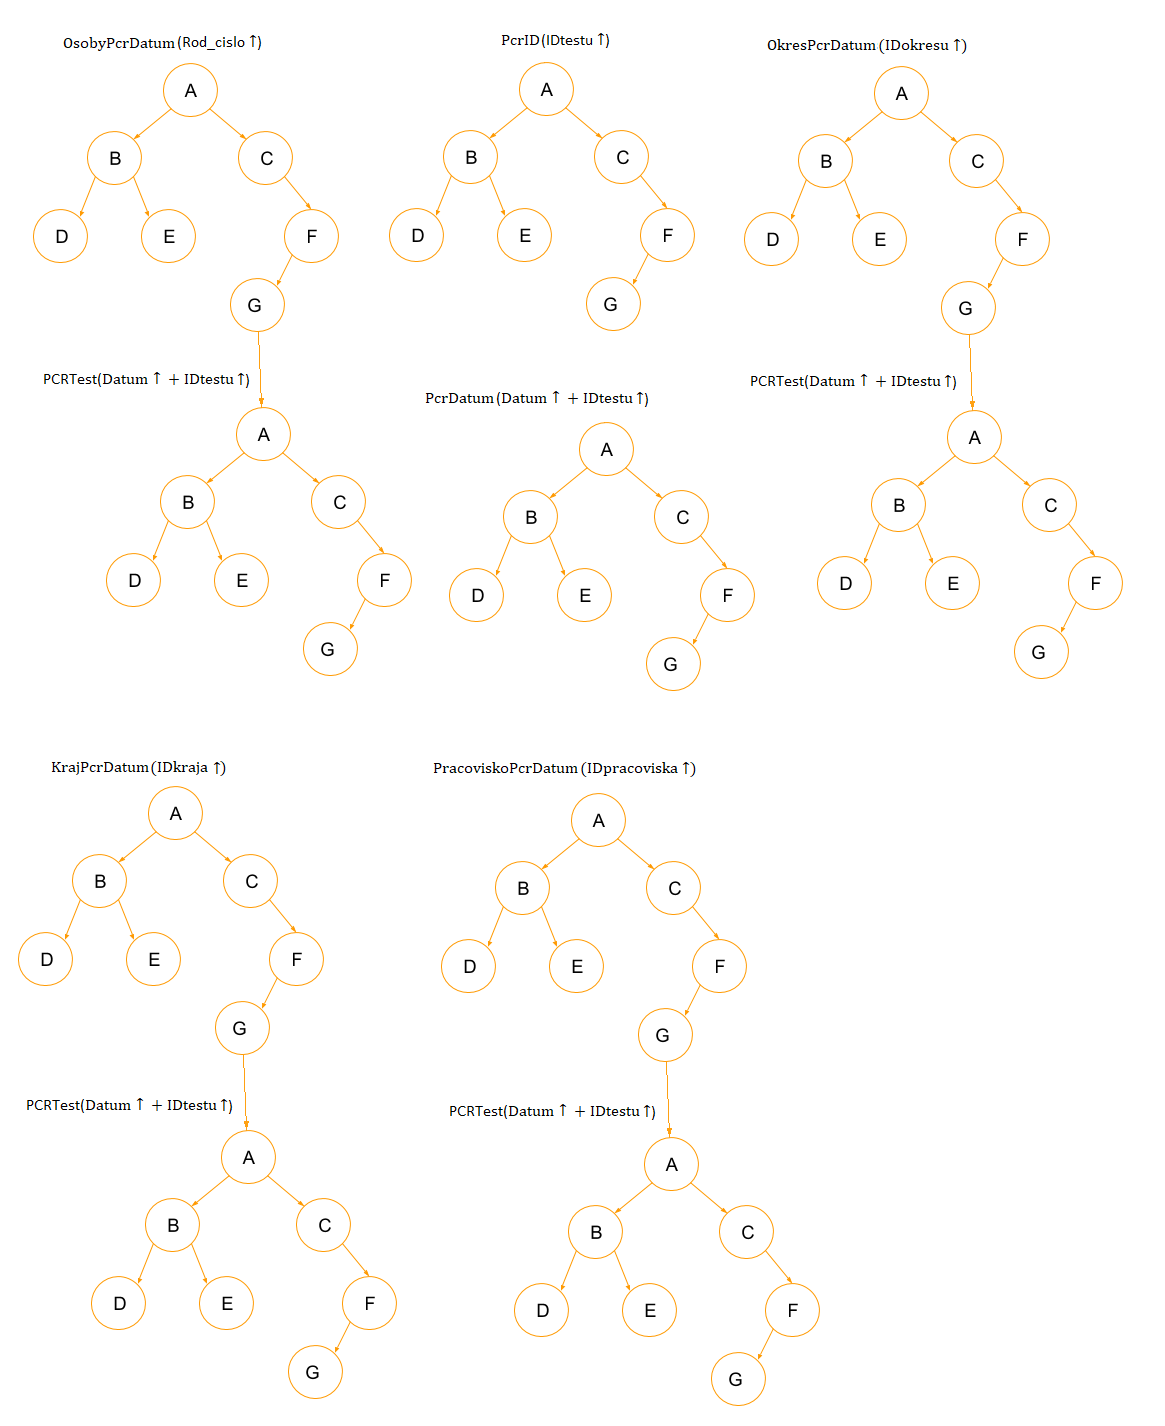 OsobyPcrDatum (Rod_cislo ↑)
A
B
C
D
E
F
G
PCRTest(Datum ↑ + IDtestu ↑)
A
B
C
D
E
F
G
PcrID (IDtestu ↑)
A
B
C
D
E
F
G
PcrDatum (Datum ↑ + IDtestu ↑)
A
B
C
D
E
F
G
OkresPcrDatum (IDokresu ↑)
A
B
C
D
E
F
G
PCRTest(Datum ↑ + IDtestu ↑)
A
B
C
D
E
F
G
KrajPcrDatum (IDkraja ↑)
A
B
C
D
E
F
G
PCRTest(Datum ↑ + IDtestu ↑)
A
B
C
D
E
F
G
PracoviskoPcrDatum (IDpracoviska ↑)
A
B
C
D
E
F
G
PCRTest(Datum ↑ + IDtestu ↑)
A
B
C
D
E
F
G